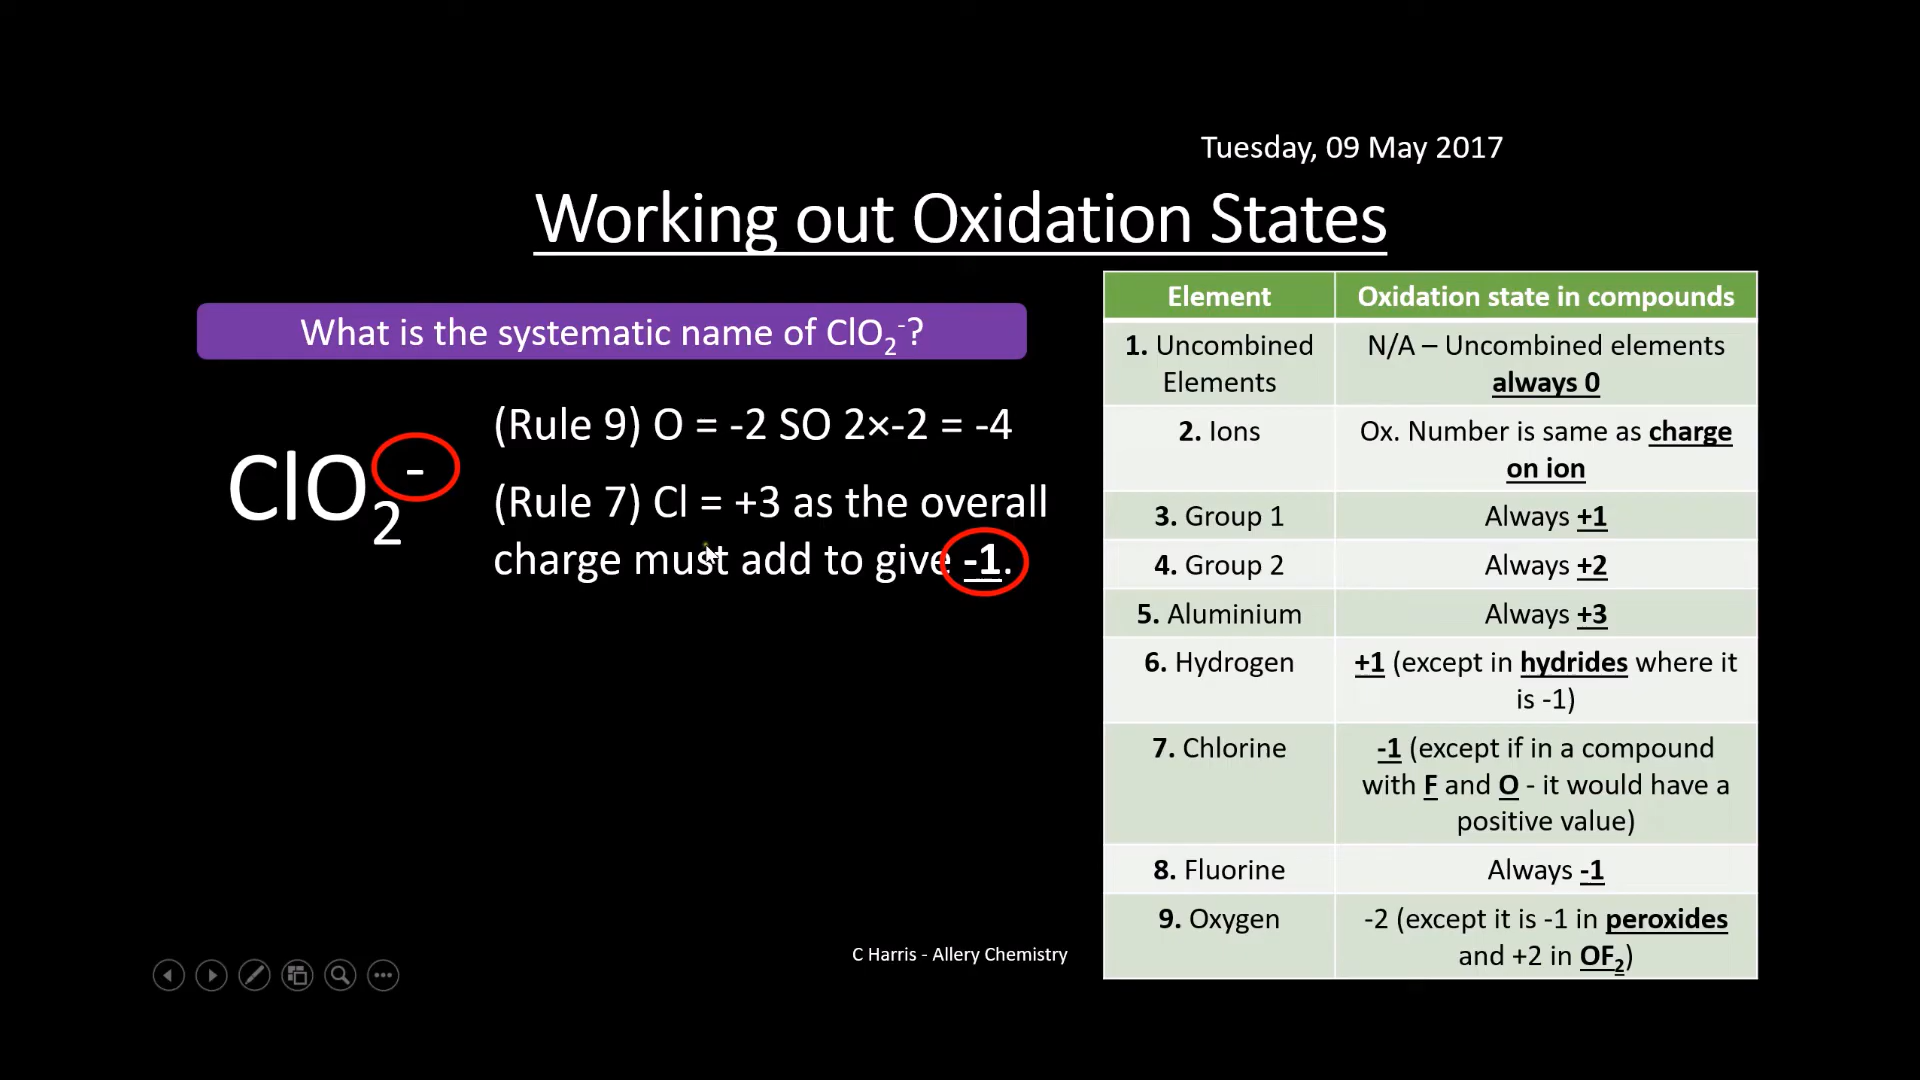 Tuesday, 09 May 2017
Working out Oxidation States
What is the systematic name of ClO₂⁻?
ClO₂⁻
(Rule 9) O = -2 SO 2×-2 = -4
(Rule 7) Cl = +3 as the overall
charge must add to give -1.
Element Oxidation state in compounds
1. Uncombined
Elements
N/A – Uncombined elements
always 0
2. Ions
Ox. Number is same as charge
on ion
3. Group 1 Always +1
4. Group 2 Always +2
5. Aluminium Always +3
6. Hydrogen
+1 (except in hydrides where it
is -1)
7. Chlorine
-1 (except if in a compound
with F and O - it would have a
positive value)
8. Fluorine Always -1
9. Oxygen
-2 (except it is -1 in peroxides
and +2 in OF₂)
C Harris - Allery Chemistry